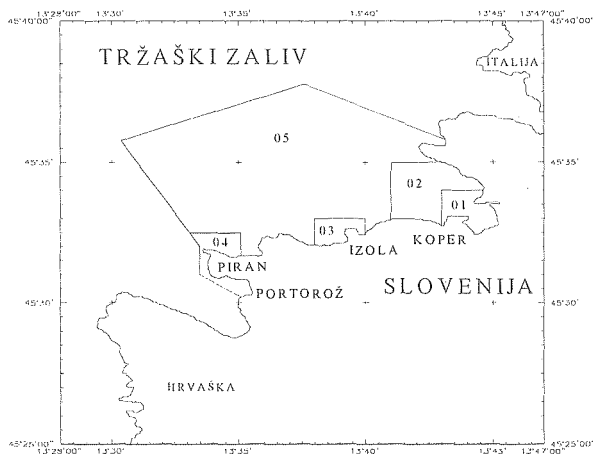 13°28'00" 13°30' 13°35' 13°40' 13°45' 13°47'00"
45°40'00" 45°40'00"
TRŽAŠKI ZALIV
ITALIJA
05
45°35' 45°35'
02
01
03
04
KOPER
IZOLA
PIRAN
SLOVENIJA
PORTOROŽ
45°30' 45°30'
HRVAŠKA
45°25'00" 45°25'00"
13°28'00" 13°30' 13°35' 13°40' 13°45' 13°47'00"